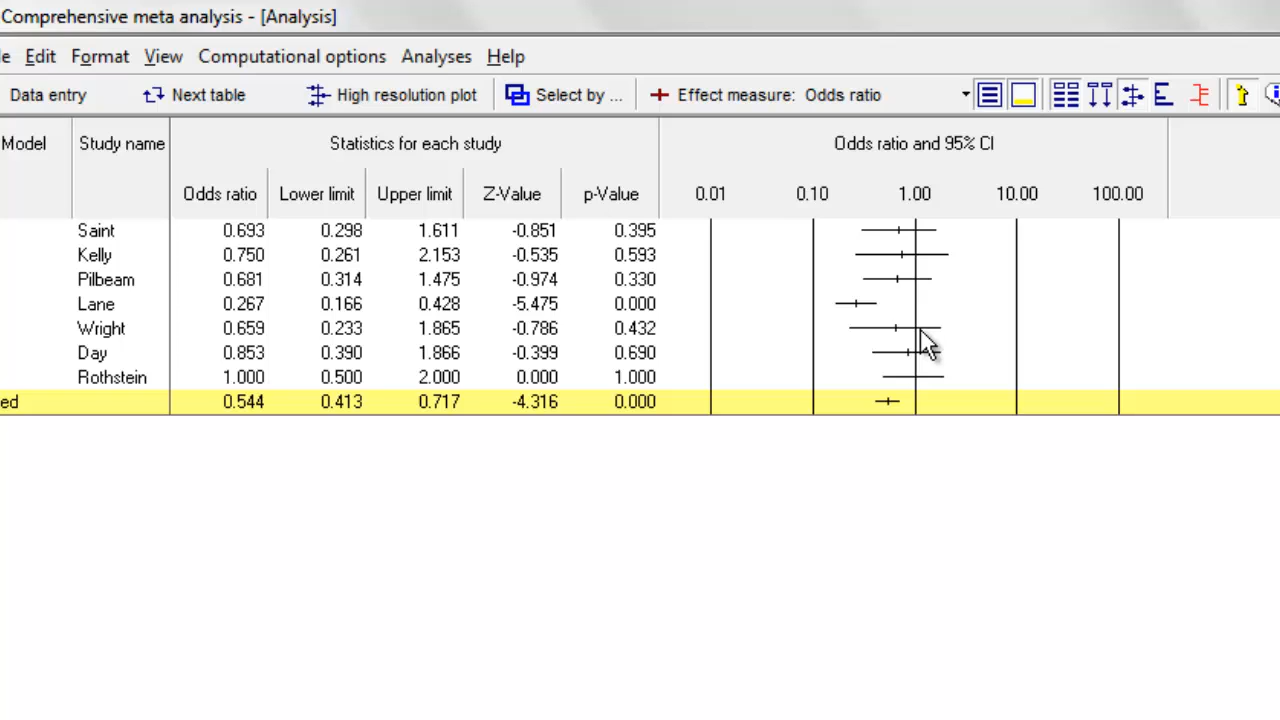 Comprehensive meta analysis - [Analysis]
le Edit Format View Computational options Analyses Help
Data entry Next table High resolution plot Select by ... Effect measure: Odds ratio
Model Study name Statistics for each study Odds ratio and 95% CI
Odds ratio Lower limit Upper limit Z-Value p-Value 0.01 0.10 1.00 10.00 100.00
Saint 0.693 0.298 1.611 -0.851 0.395
Kelly 0.750 0.261 2.153 -0.535 0.593
Pilbeam 0.681 0.314 1.475 -0.974 0.330
Lane 0.267 0.166 0.428 -5.475 0.000
Wright 0.659 0.233 1.865 -0.786 0.432
Day 0.853 0.390 1.866 -0.399 0.690
Rothstein 1.000 0.500 2.000 0.000 1.000
ed 0.544 0.413 0.717 -4.316 0.000